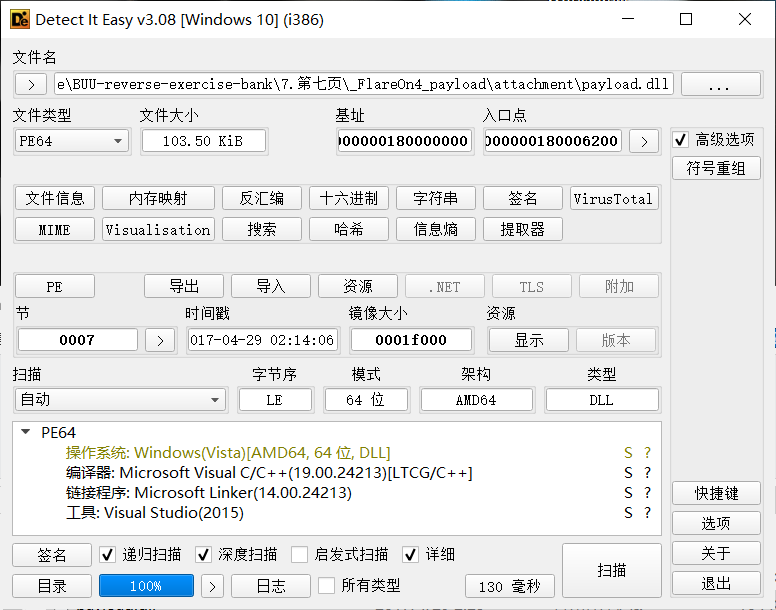 Detect It Easy v3.08 [Windows 10] (i386)
文件名
> e\BUU-reverse-exercise-bank\7.第七页\_FlareOn4_payload\attachment\payload.dll ...
文件类型 文件大小 基址 入口点
PE64 103.50 KiB 000000180000000 000000180006200 > 高级选项
符号重组
文件信息 内存映射 反汇编 十六进制 字符串 签名 VirusTotal
MIME Visualisation 搜索 哈希 信息熵 提取器
PE 导出 导入 资源 .NET TLS 附加
节 时间戳 镜像大小 资源
0007 > 017-04-29 02:14:06 0001f000 显示 版本
扫描 字节序 模式 架构 类型
自动 LE 64 位 AMD64 DLL
PE64
操作系统: Windows(Vista)[AMD64, 64 位, DLL] S ?
编译器: Microsoft Visual C/C++(19.00.24213)[LTCG/C++] S ?
链接程序: Microsoft Linker(14.00.24213) S ?
工具: Visual Studio(2015) S ?
快捷键
选项
签名 递归扫描 深度扫描 启发式扫描 详细 扫描 关于
目录 100% > 日志 所有类型 130 毫秒 退出